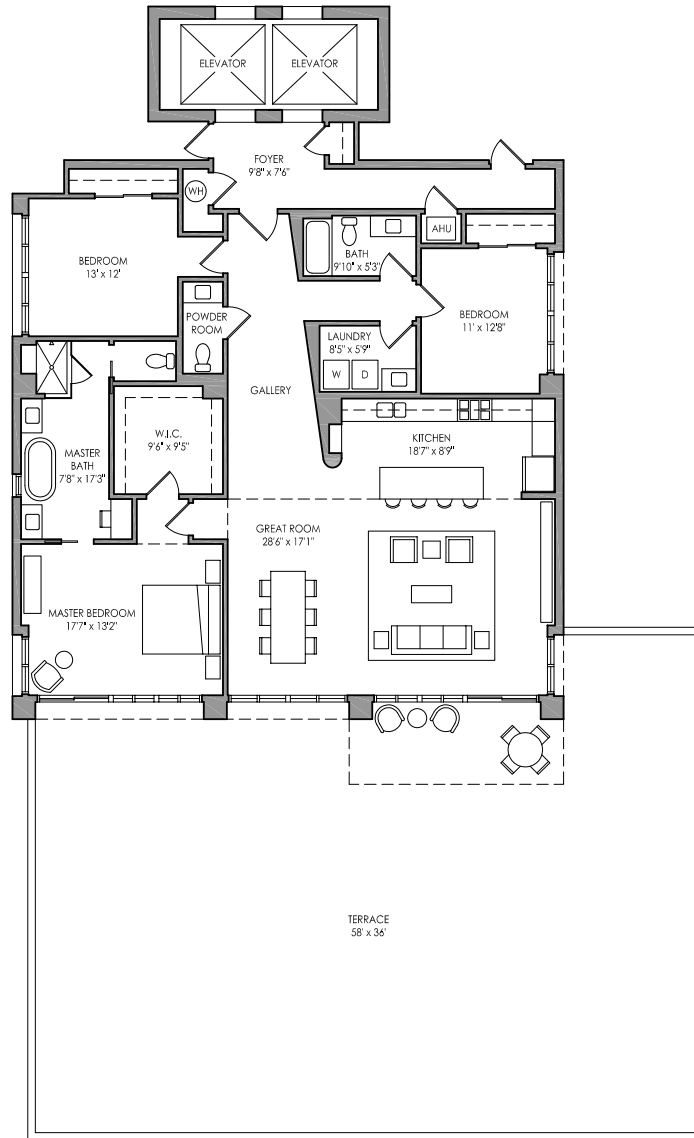 ELEVATOR
ELEVATOR
FOYER
9'8" x 7'6"
WH
AHU
BEDROOM
13' x 12'
BATH
9'10" x 5'3"
BEDROOM
11' x 12'8"
POWDER
ROOM
LAUNDRY
8'5" x 5'9"
W
D
GALLERY
W.I.C.
9'6" x 9'5"
KITCHEN
18'7" x 8'9"
MASTER
BATH
7'8" x 17'3"
GREAT ROOM
28'6" x 17'1"
MASTER BEDROOM
17'7" x 13'2"
TERRACE
58' x 36'